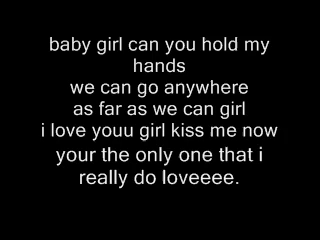 baby girl can you hold my
hands
we can go anywhere
as far as we can girl
i love youu girl kiss me now
your the only one that i
really do loveeee.